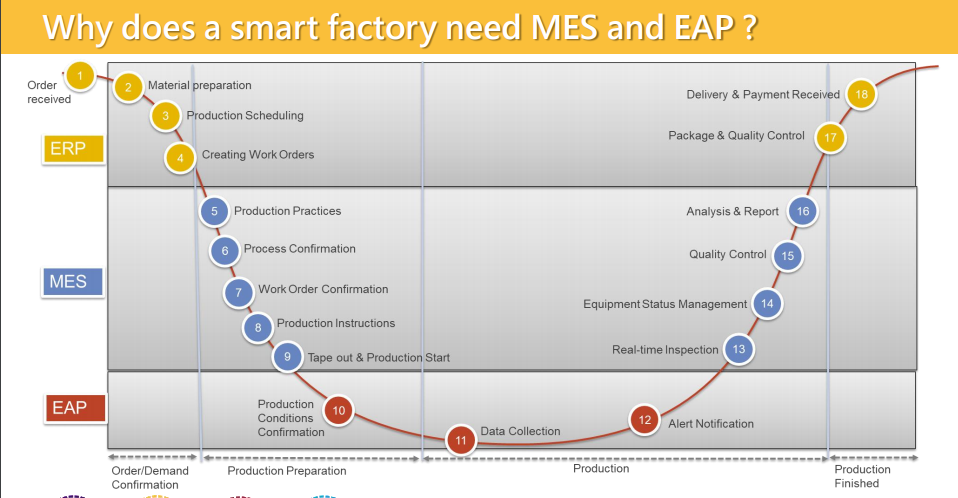 Why does a smart factory need MES and EAP ?
Order
received
1
2
Material preparation
3
Production Scheduling
4
Creating Work Orders
ERP
5
Production Practices
6
Process Confirmation
7
Work Order Confirmation
8
Production Instructions
9
Tape out & Production Start
MES
10
Production
Conditions
Confirmation
11
Data Collection
12
Alert Notification
EAP
13
Real-time Inspection
14
Equipment Status Management
15
Quality Control
16
Analysis & Report
17
Package & Quality Control
18
Delivery & Payment Received
Order/Demand
Confirmation
Production Preparation
Production
Production
Finished